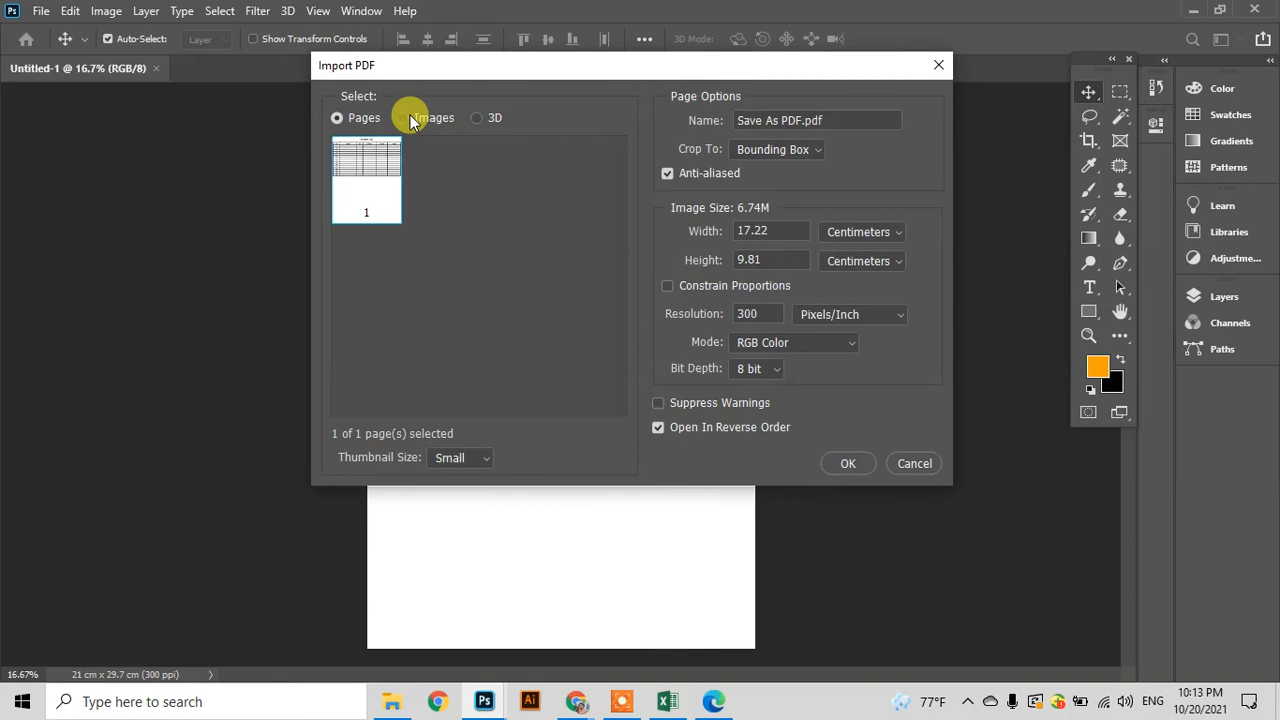 Ps File Edit Image Layer Type Select Filter 3D View Window Help
Auto-Select: Layer Show Transform Controls 3D Mode:
Untitled-1 @ 16.7% (RGB/8)
Import PDF
Select:
Pages Images 3D
1
1 of 1 page(s) selected
Thumbnail Size: Small
Page Options
Name: Save As PDF.pdf
Crop To: Bounding Box
Anti-aliased
Image Size: 6.74M
Width: 17.22 Centimeters
Height: 9.81 Centimeters
Constrain Proportions
Resolution: 300 Pixels/Inch
Mode: RGB Color
Bit Depth: 8 bit
Suppress Warnings
Open In Reverse Order
OK Cancel
Color
Swatches
Gradients
Patterns
Learn
Libraries
Adjustme...
Layers
Channels
Paths
16.67% 21 cm x 29.7 cm (300 ppi)
Type here to search
Ps Ai
77°F ENG
10:13 PM
10/20/2021